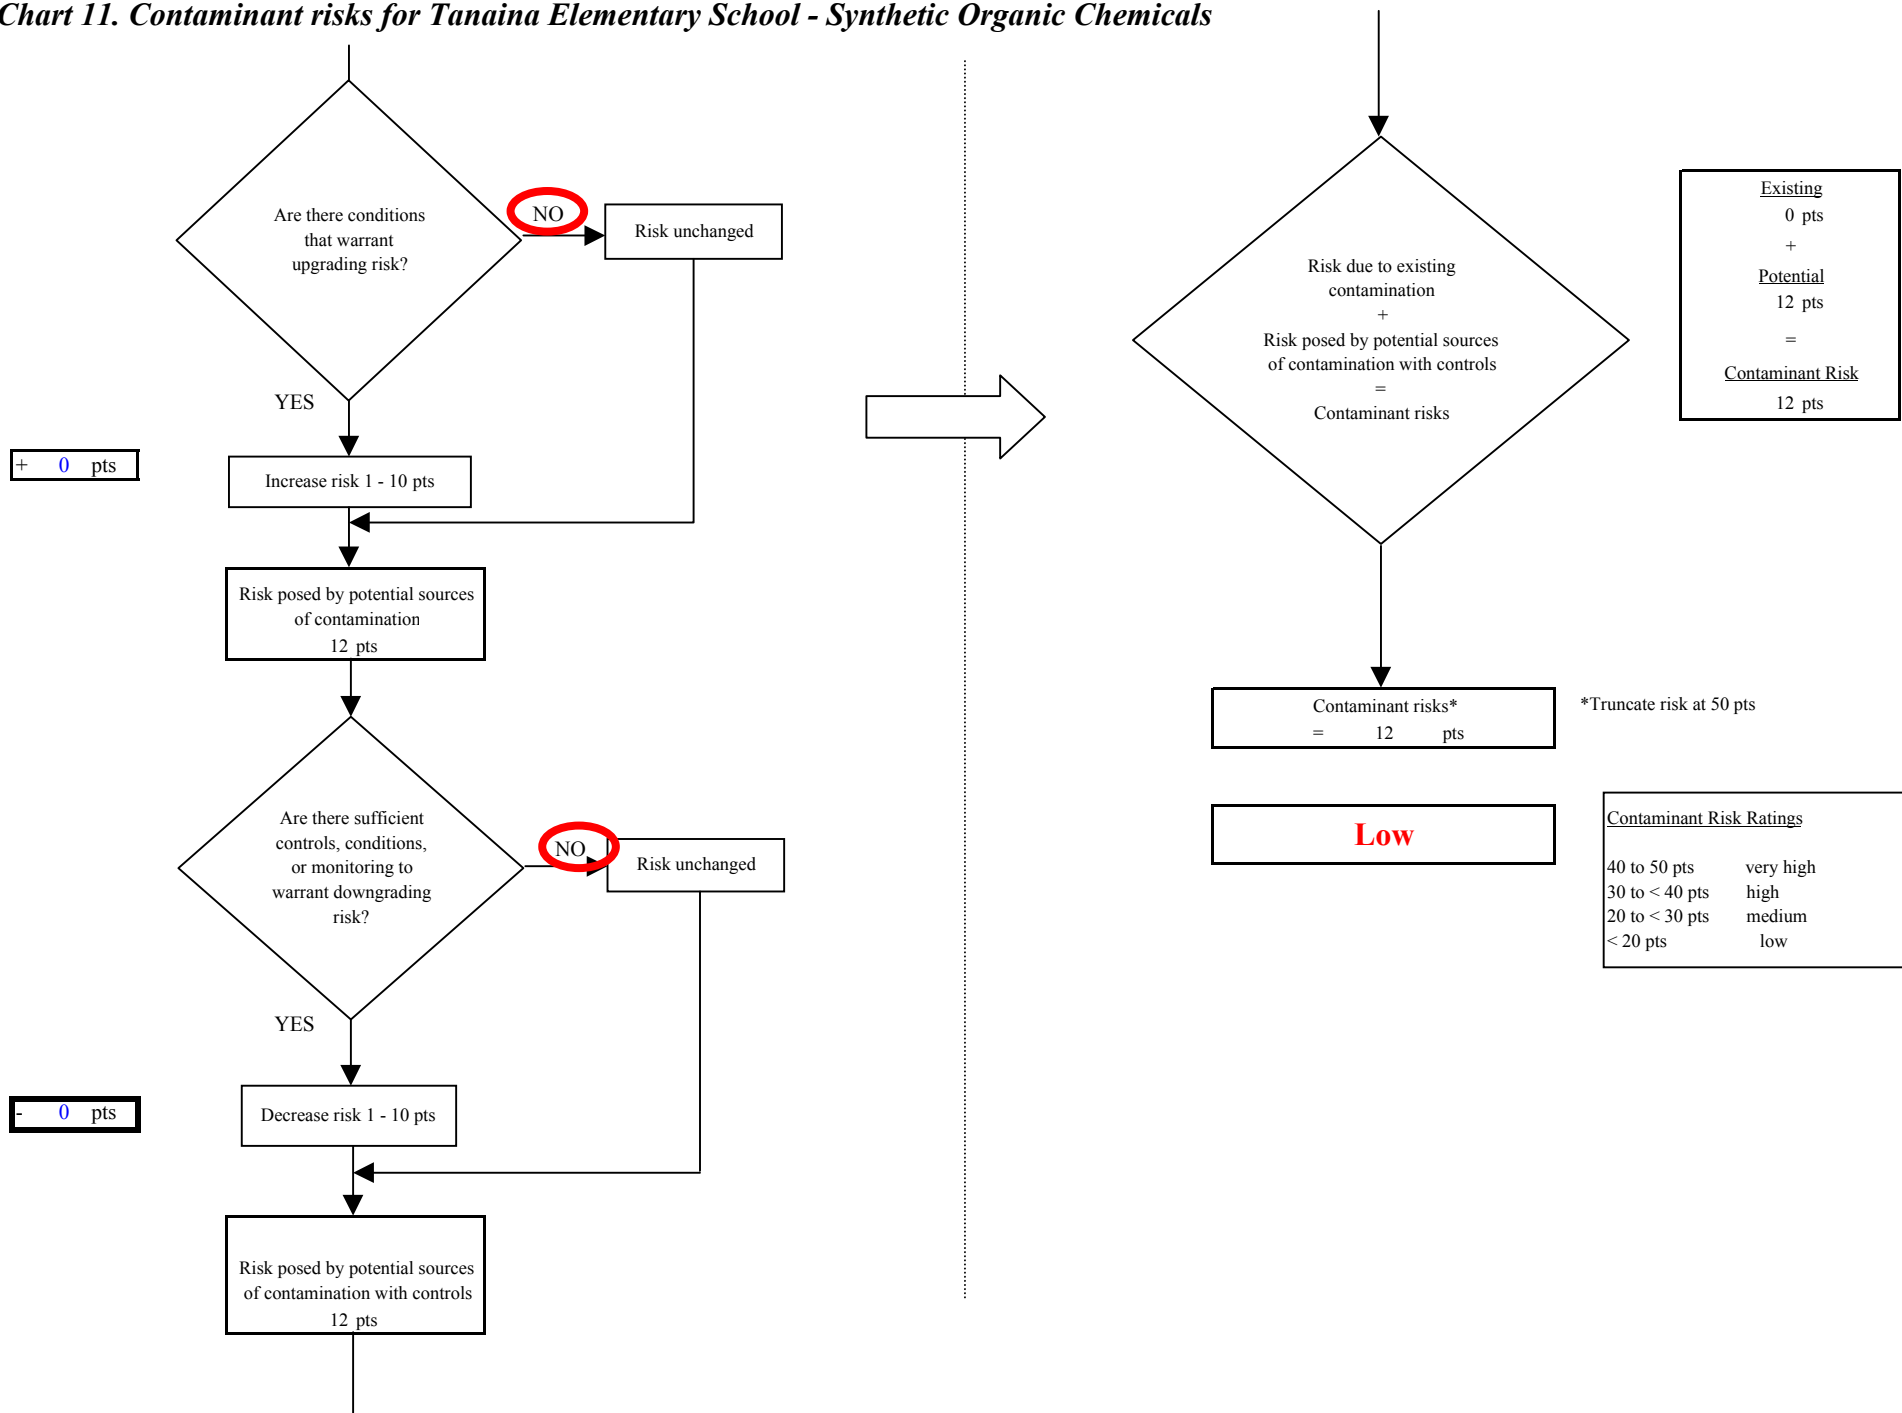 Chart 11. Contaminant risks for Tanaina Elementary School - Synthetic Organic Chemicals
Are there conditions
that warrant
upgrading risk?
NO
Risk unchanged
YES
+ 0 pts
Increase risk 1 - 10 pts
Risk posed by potential sources
of contamination
12 pts
Are there sufficient
controls, conditions,
or monitoring to
warrant downgrading
risk?
NO
Risk unchanged
YES
- 0 pts
Decrease risk 1 - 10 pts
Risk posed by potential sources
of contamination with controls
12 pts
Risk due to existing
contamination
+
Risk posed by potential sources
of contamination with controls
=
Contaminant risks
Existing
0 pts
+
Potential
12 pts
=
Contaminant Risk
12 pts
Contaminant risks*
= 12 pts
*Truncate risk at 50 pts
Low
Contaminant Risk Ratings
40 to 50 pts very high
30 to < 40 pts high
20 to < 30 pts medium
< 20 pts low